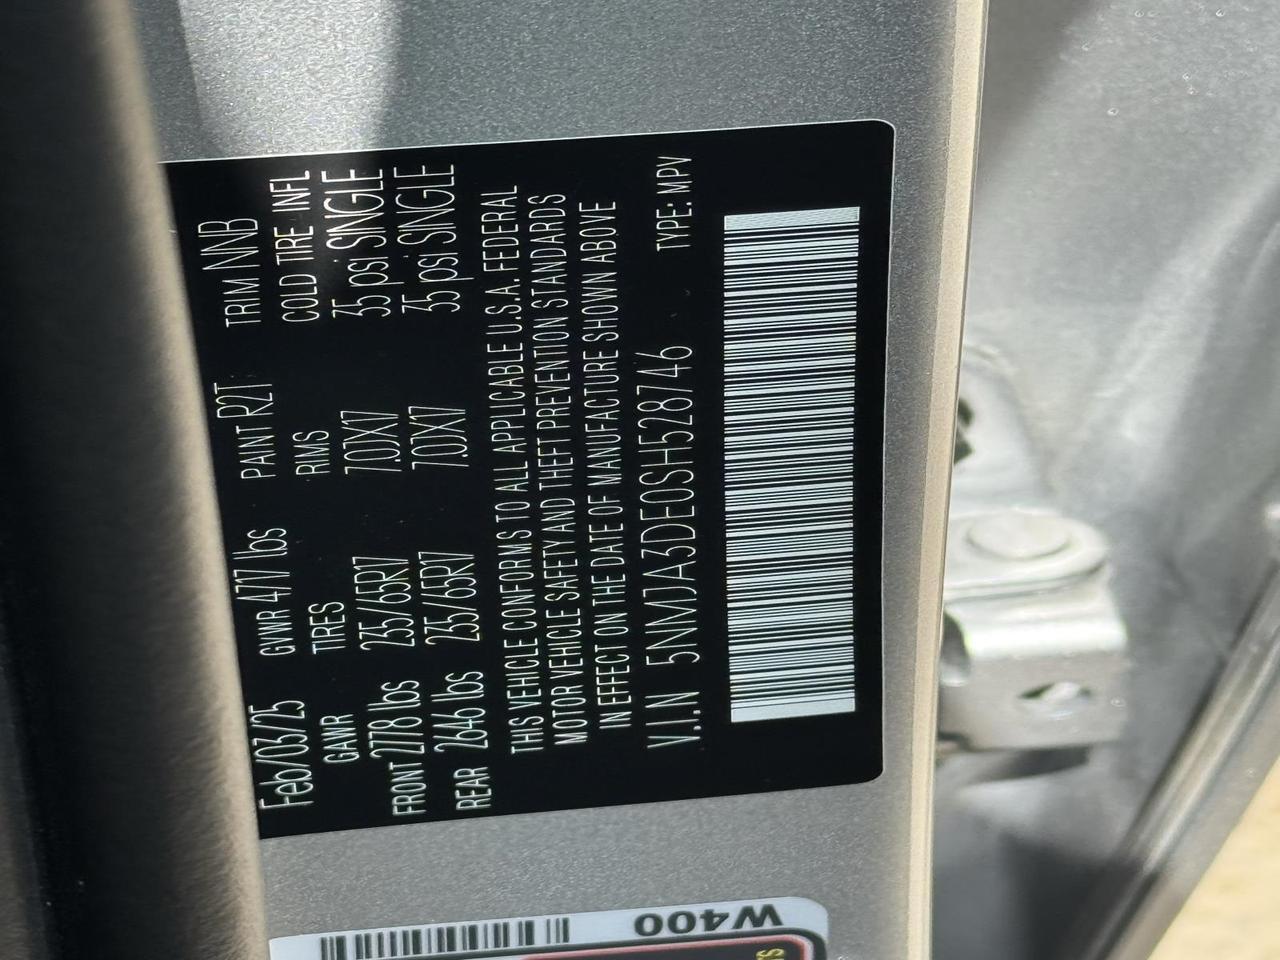 Feb/03/25 GVWR 4717 lbs PAINT R2T TRIM NNB
GAWR TIRES RIMS COLD TIRE INFL
FRONT 2778 lbs 235/65R17 7.0JX17 35 psi SINGLE
REAR 2646 lbs 235/65R17 7.0JX17 35 psi SINGLE
THIS VEHICLE CONFORMS TO ALL APPLICABLE U.S.A. FEDERAL
MOTOR VEHICLE SAFETY AND THEFT PREVENTION STANDARDS
IN EFFECT ON THE DATE OF MANUFACTURE SHOWN ABOVE
V.I.N 5NMJA3DE0SH528746 TYPE: MPV
W400